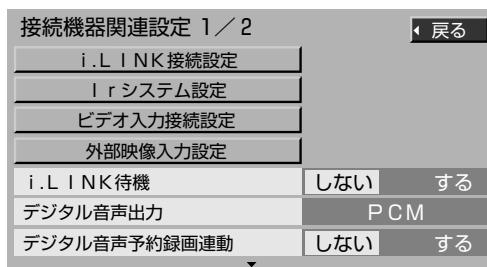 接続機器関連設定 1／2
戻る
i.LINK接続設定
Irシステム設定
ビデオ入力接続設定
外部映像入力設定
i.LINK待機 しない する
デジタル音声出力 PCM
デジタル音声予約録画連動 しない する